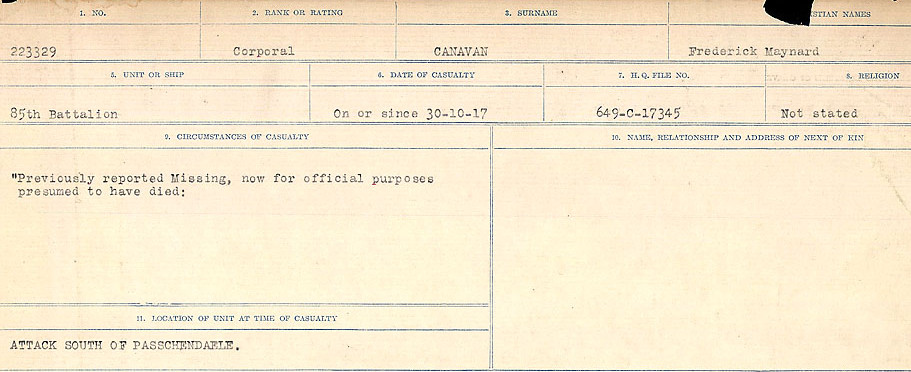 1. NO. 2. RANK OR RATING 3. SURNAME STIAN NAMES
223329 Corporal CANAVAN Frederick Maynard
5. UNIT OR SHIP 6. DATE OF CASUALTY 7. H. Q. FILE NO. 8. RELIGION
85th Battalion On or since 30-10-17 649-C-17345 Not stated
9. CIRCUMSTANCES OF CASUALTY 10. NAME, RELATIONSHIP AND ADDRESS OF NEXT OF KIN
"Previously reported Missing, now for official purposes
presumed to have died:
11. LOCATION OF UNIT AT TIME OF CASUALTY
ATTACK SOUTH OF PASSCHENDAELE.